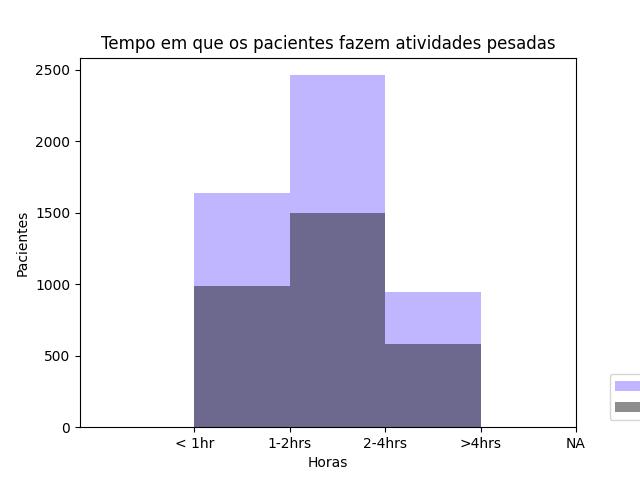 Tempo em que os pacientes fazem atividades pesadas
2500
2000
1500
1000
500
0
Pacientes
< 1hr
1-2hrs
2-4hrs
>4hrs
NA
Horas